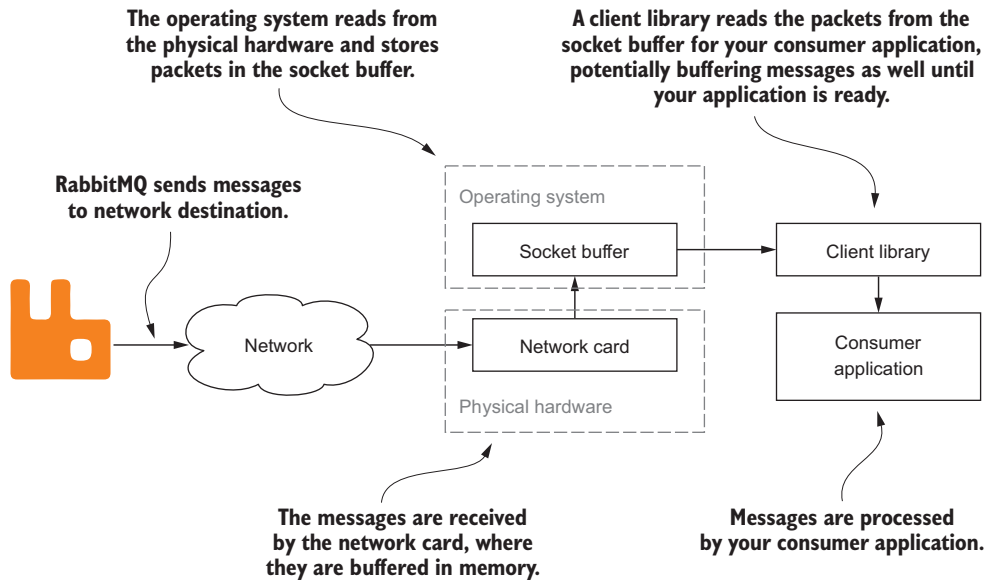 The operating system reads from
the physical hardware and stores
packets in the socket buffer.
A client library reads the packets from the
socket buffer for your consumer application,
potentially buffering messages as well until
your application is ready.
RabbitMQ sends messages
to network destination.
Operating system
Socket buffer
Client library
Network
Network card
Consumer
application
Physical hardware
The messages are received
by the network card, where
they are buffered in memory.
Messages are processed
by your consumer application.